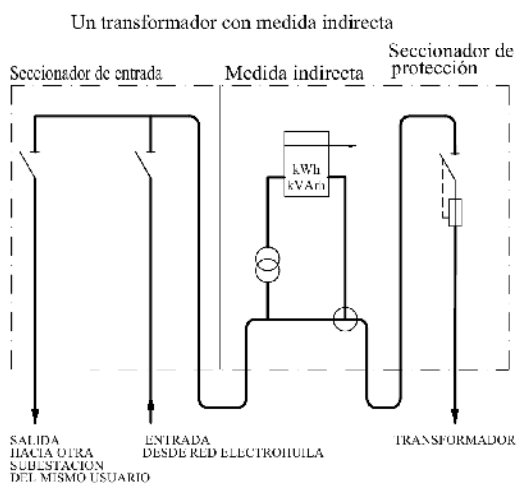 Un transformador con medida indirecta
Seccionador de entrada
Medida indirecta
Seccionador de
protección
kWh
kVArh
SALIDA
HACIA OTRA
SUBESTACIÓN
DEL MISMO USUARIO
ENTRADA
DESDE RED ELECTROHUILA
TRANSFORMADOR